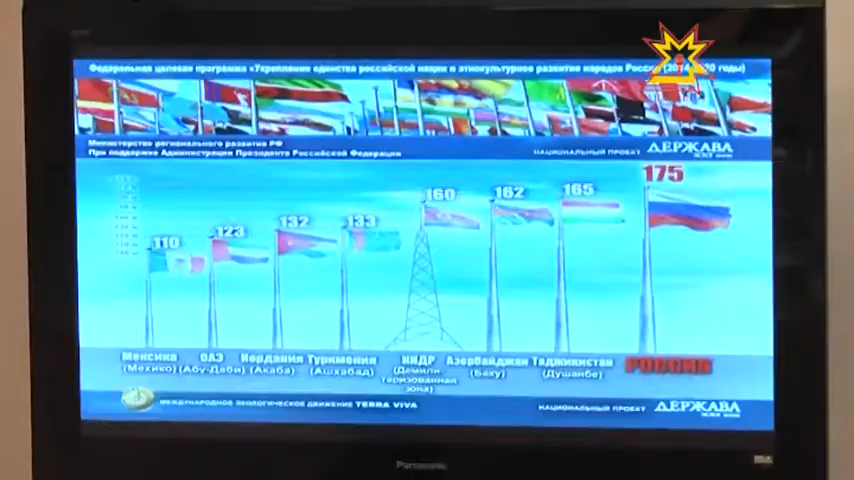 Федеральная целевая программа «Укрепление единства российской нации и этнокультурное развитие народов России (2014-2020 годы)
Министерство регионального развития РФ
При поддержке Администрации Президента Российской Федерации
НАЦИОНАЛЬНЫЙ ПРОЕКТ ДЕРЖАВА
110 123 132 133 160 162 165 175
Мексика ОАЭ Иордания Туркмения КНДР Азербайджан Таджикистан РОССИЯ
(Мехико) (Абу-Даби) (Акаба) (Ашхабад) (Демили- (Баку) (Душанбе)
таризованная
зона)
МЕЖДУНАРОДНОЕ ЭКОЛОГИЧЕСКОЕ ДВИЖЕНИЕ TERRA VIVA
НАЦИОНАЛЬНЫЙ ПРОЕКТ ДЕРЖАВА
Panasonic